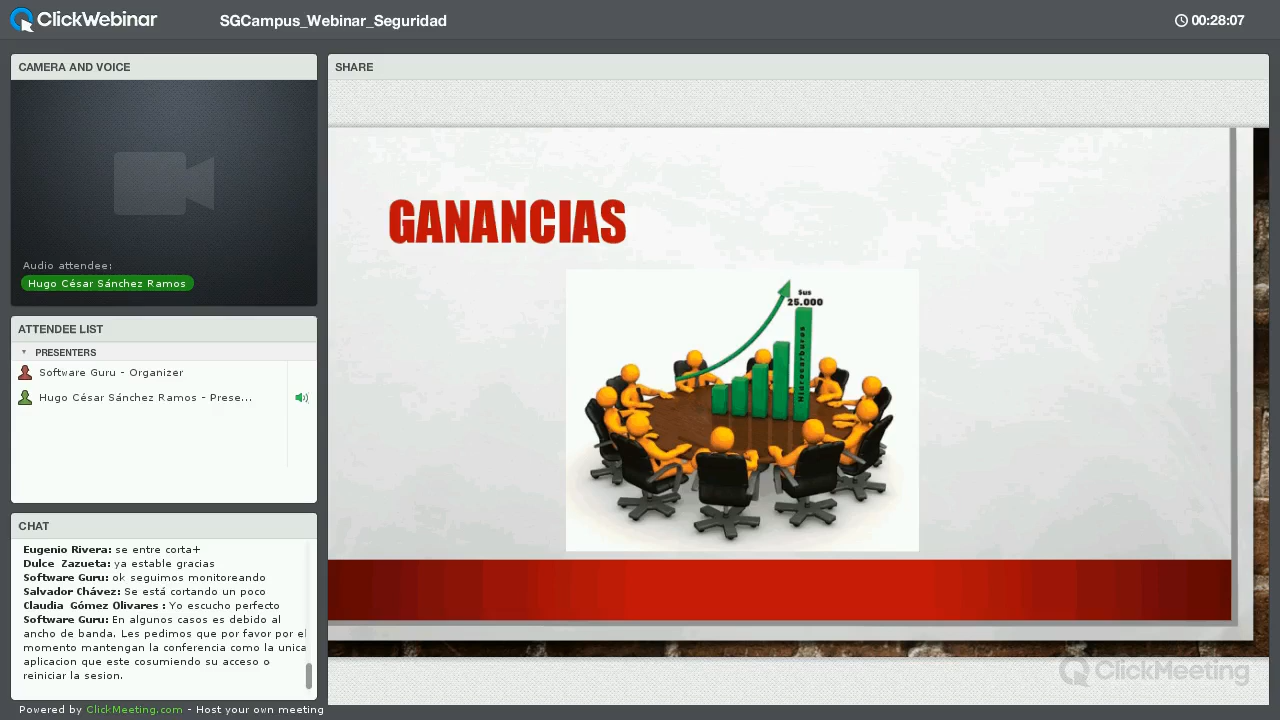 ClickWebinar
SGCampus_Webinar_Seguridad
00:28:07
CAMERA AND VOICE
Audio attendee:
Hugo César Sánchez Ramos
ATTENDEE LIST
PRESENTERS
Software Guru - Organizer
Hugo César Sánchez Ramos - Prese...
CHAT
Eugenio Rivera: se entre corta+
Dulce Zazueta: ya estable gracias
Software Guru: ok seguimos monitoreando
Salvador Chávez: Se está cortando un poco
Claudia Gómez Olivares : Yo escucho perfecto
Software Guru: En algunos casos es debido al
ancho de banda. Les pedimos que por favor por el
momento mantengan la conferencia como la unica
aplicacion que este cosumiendo su acceso o
reiniciar la sesion.
Powered by ClickMeeting.com - Host your own meeting
SHARE
GANANCIAS
Sus
25.000
Hidrocarburos
ClickMeeting